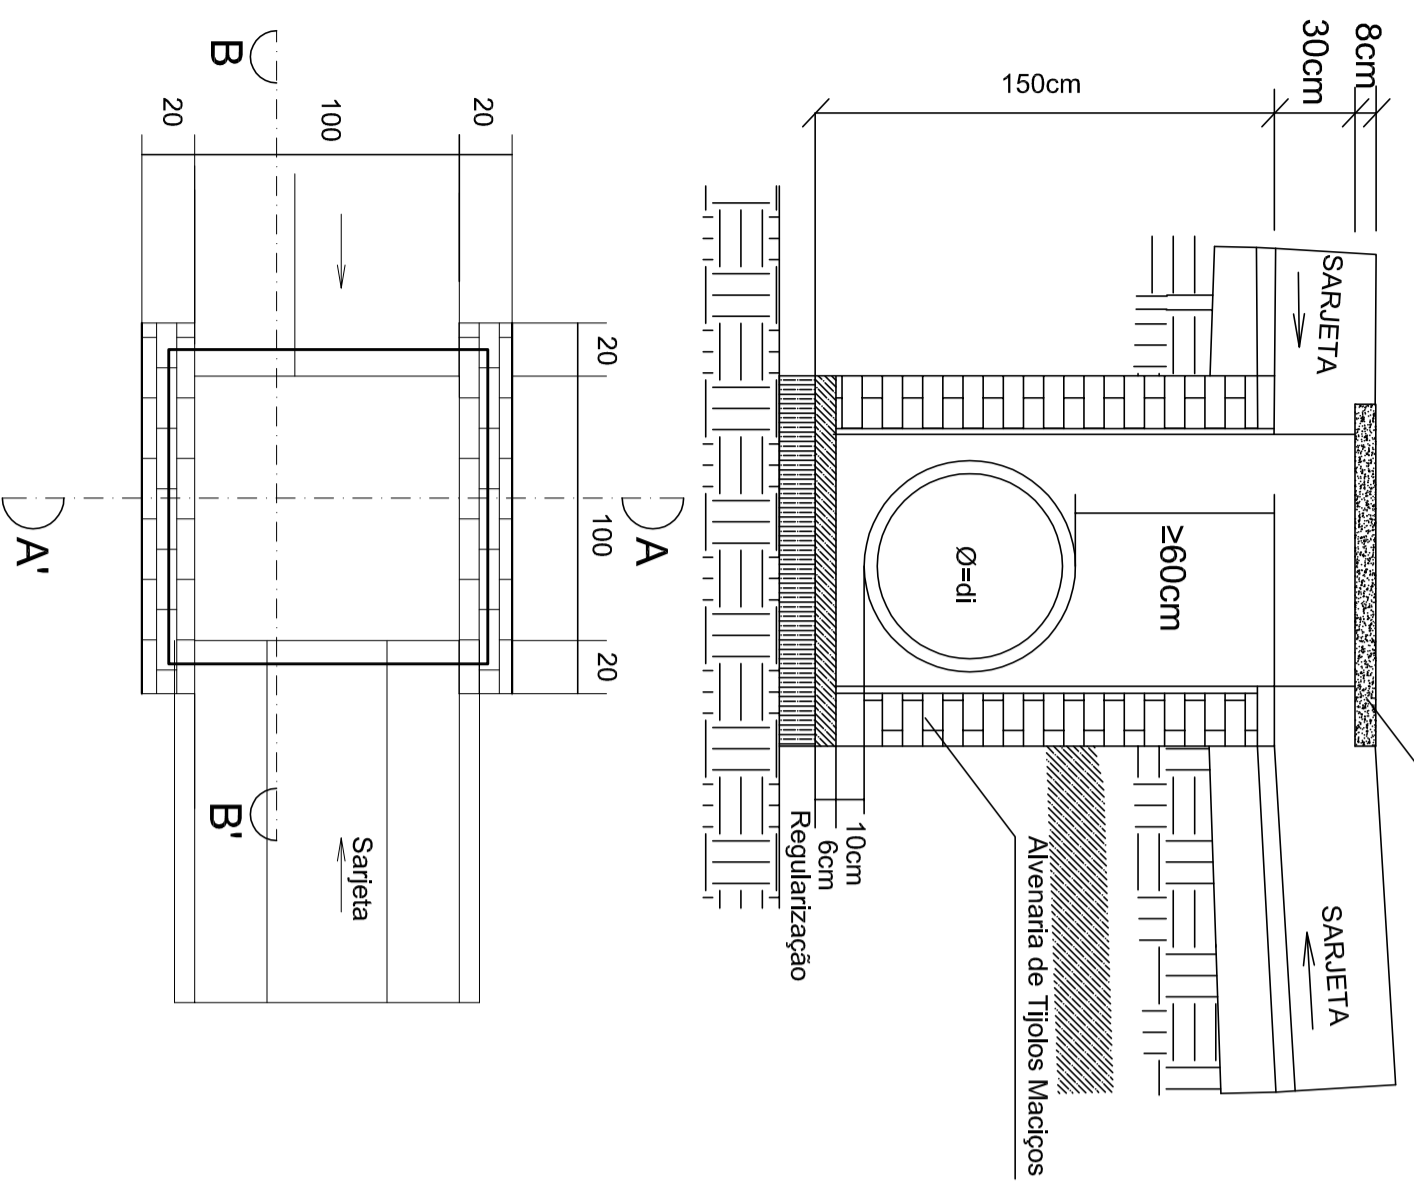 8cm
30cm
150cm
SARJETA
SARJETA
≥60cm
Ø=di
10cm
6cm
Regularização
Alvenaria de Tijolos Maciços
B
20
100
20
20
100
20
A
A'
B'
Sarjeta